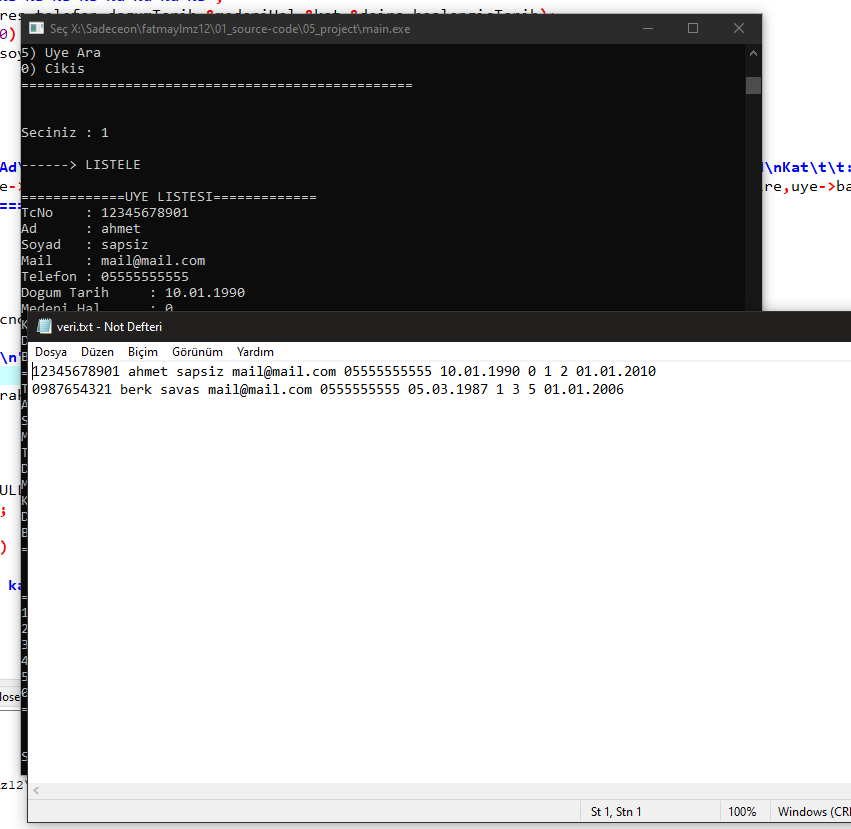 0)
Seç X:\Sadeceon\fatmaylmz12\01_source-code\05_project\main.exe
5) Uye Ara
0) Cikis
=================================================
Seciniz : 1
------> LISTELE
=============UYE LISTESI=============
TcNo : 12345678901
Ad : ahmet
Soyad : sapsiz
Mail : mail@mail.com
Telefon : 05555555555
Dogum Tarih : 10.01.1990
Medeni Hal : 0
Ad\
\nKat\t\t:
e->
re,uye->ba
===
veri.txt - Not Defteri
Dosya Düzen Biçim Görünüm Yardım
12345678901 ahmet sapsiz mail@mail.com 05555555555 10.01.1990 0 1 2 01.01.2010
0987654321 berk savas mail@mail.com 0555555555 05.03.1987 1 3 5 01.01.2006
St 1, Stn 1 100% Windows (CR